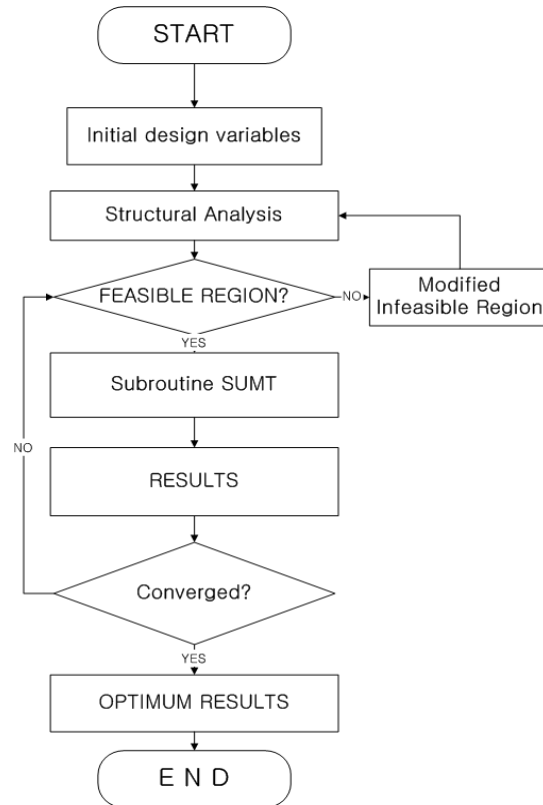 START
Initial design variables
Structural Analysis
FEASIBLE REGION?
NO
Modified
Infeasible Region
YES
Subroutine SUMT
NO
RESULTS
Converged?
YES
OPTIMUM RESULTS
E N D